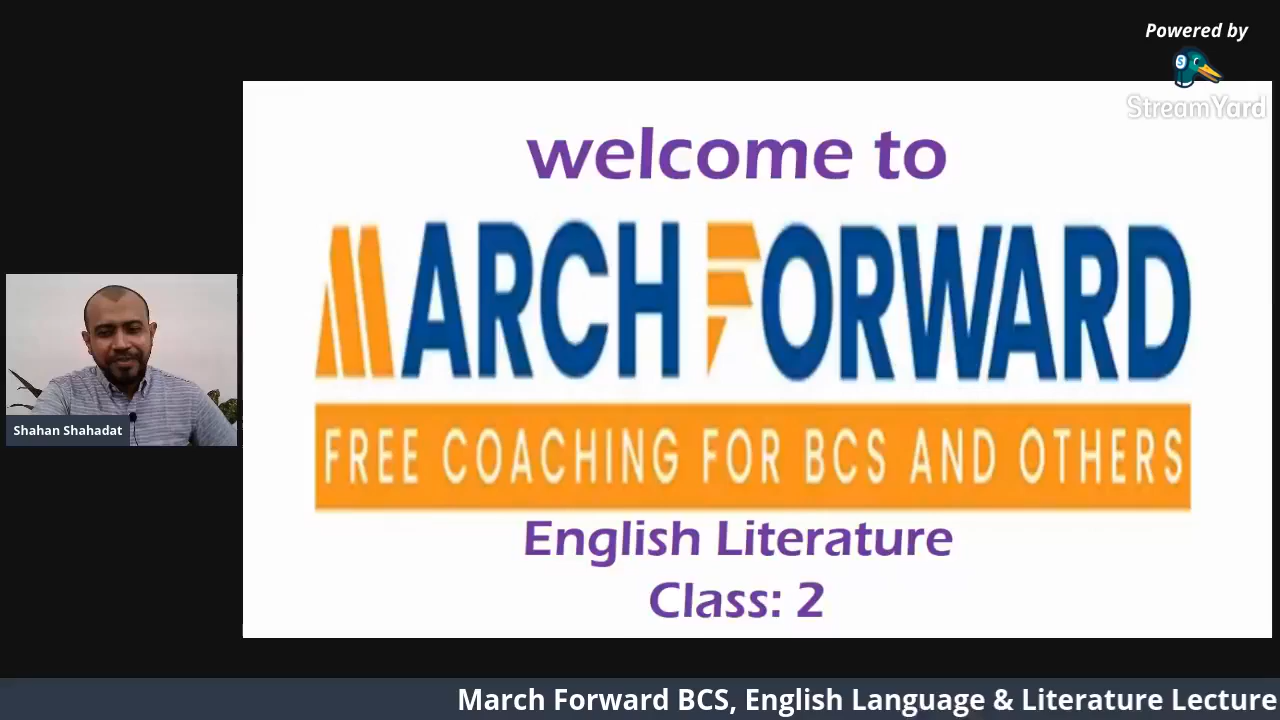 Powered by
StreamYard
welcome to
MARCH FORWARD
FREE COACHING FOR BCS AND OTHERS
English Literature
Class: 2
Shahan Shahadat
March Forward BCS, English Language & Literature Lecture